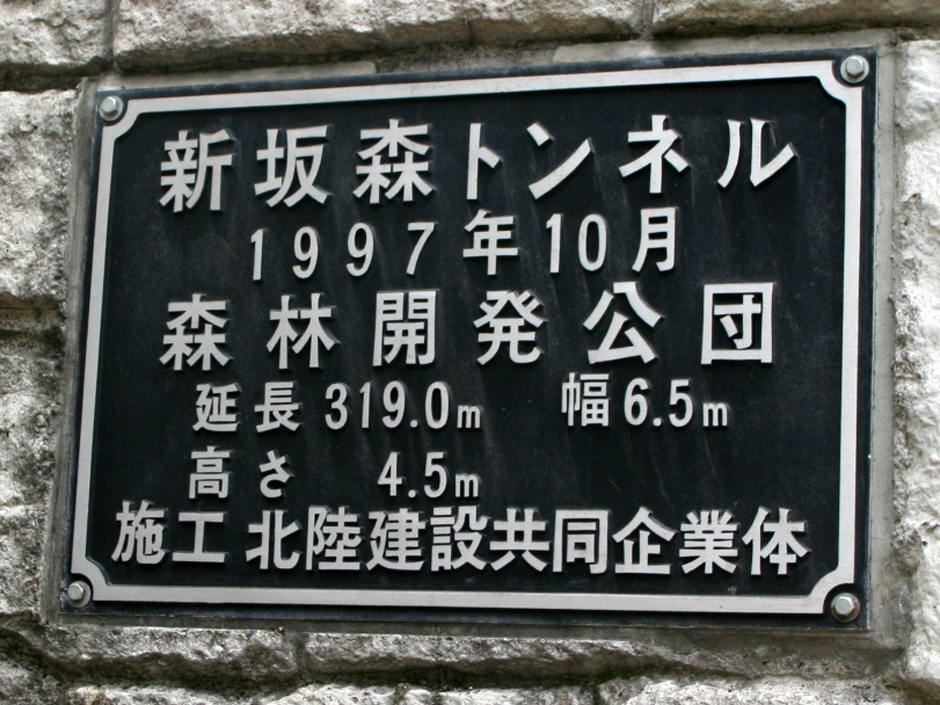 新坂森トンネル
1997年10月
森林開発公団
延長 319.0m 幅 6.5m
高さ 4.5m
施工 北陸建設共同企業体